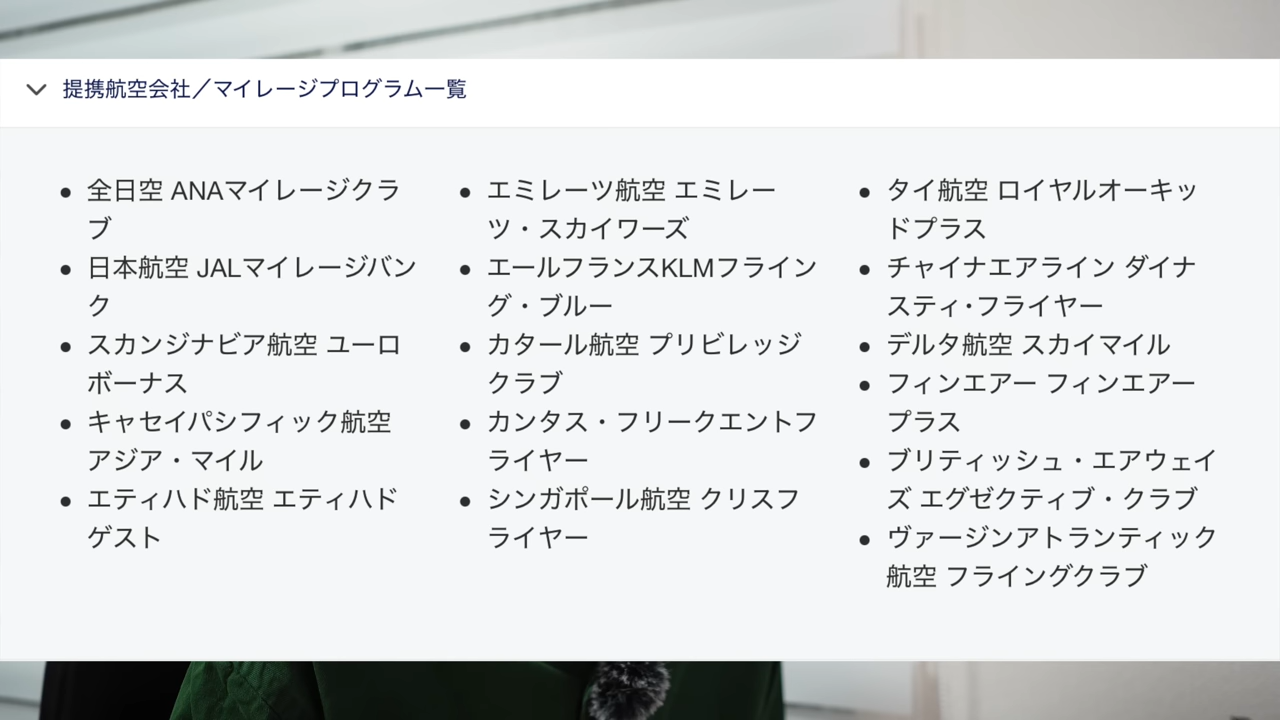 提携航空会社／マイレージプログラム一覧
全日空 ANAマイレージクラ
ブ
日本航空 JALマイレージバン
ク
スカンジナビア航空 ユーロ
ボーナス
キャセイパシフィック航空
アジア・マイル
エティハド航空 エティハド
ゲスト
エミレーツ航空 エミレー
ツ・スカイワーズ
エールフランスKLMフライン
グ・ブルー
カタール航空 プリビレッジ
クラブ
カンタス・フリークエントフ
ライヤー
シンガポール航空 クリスフ
ライヤー
タイ航空 ロイヤルオーキッ
ドプラス
チャイナエアライン ダイナ
スティ･フライヤー
デルタ航空 スカイマイル
フィンエアー フィンエアー
プラス
ブリティッシュ・エアウェイ
ズ エグゼクティブ・クラブ
ヴァージンアトランティック
航空 フライングクラブ